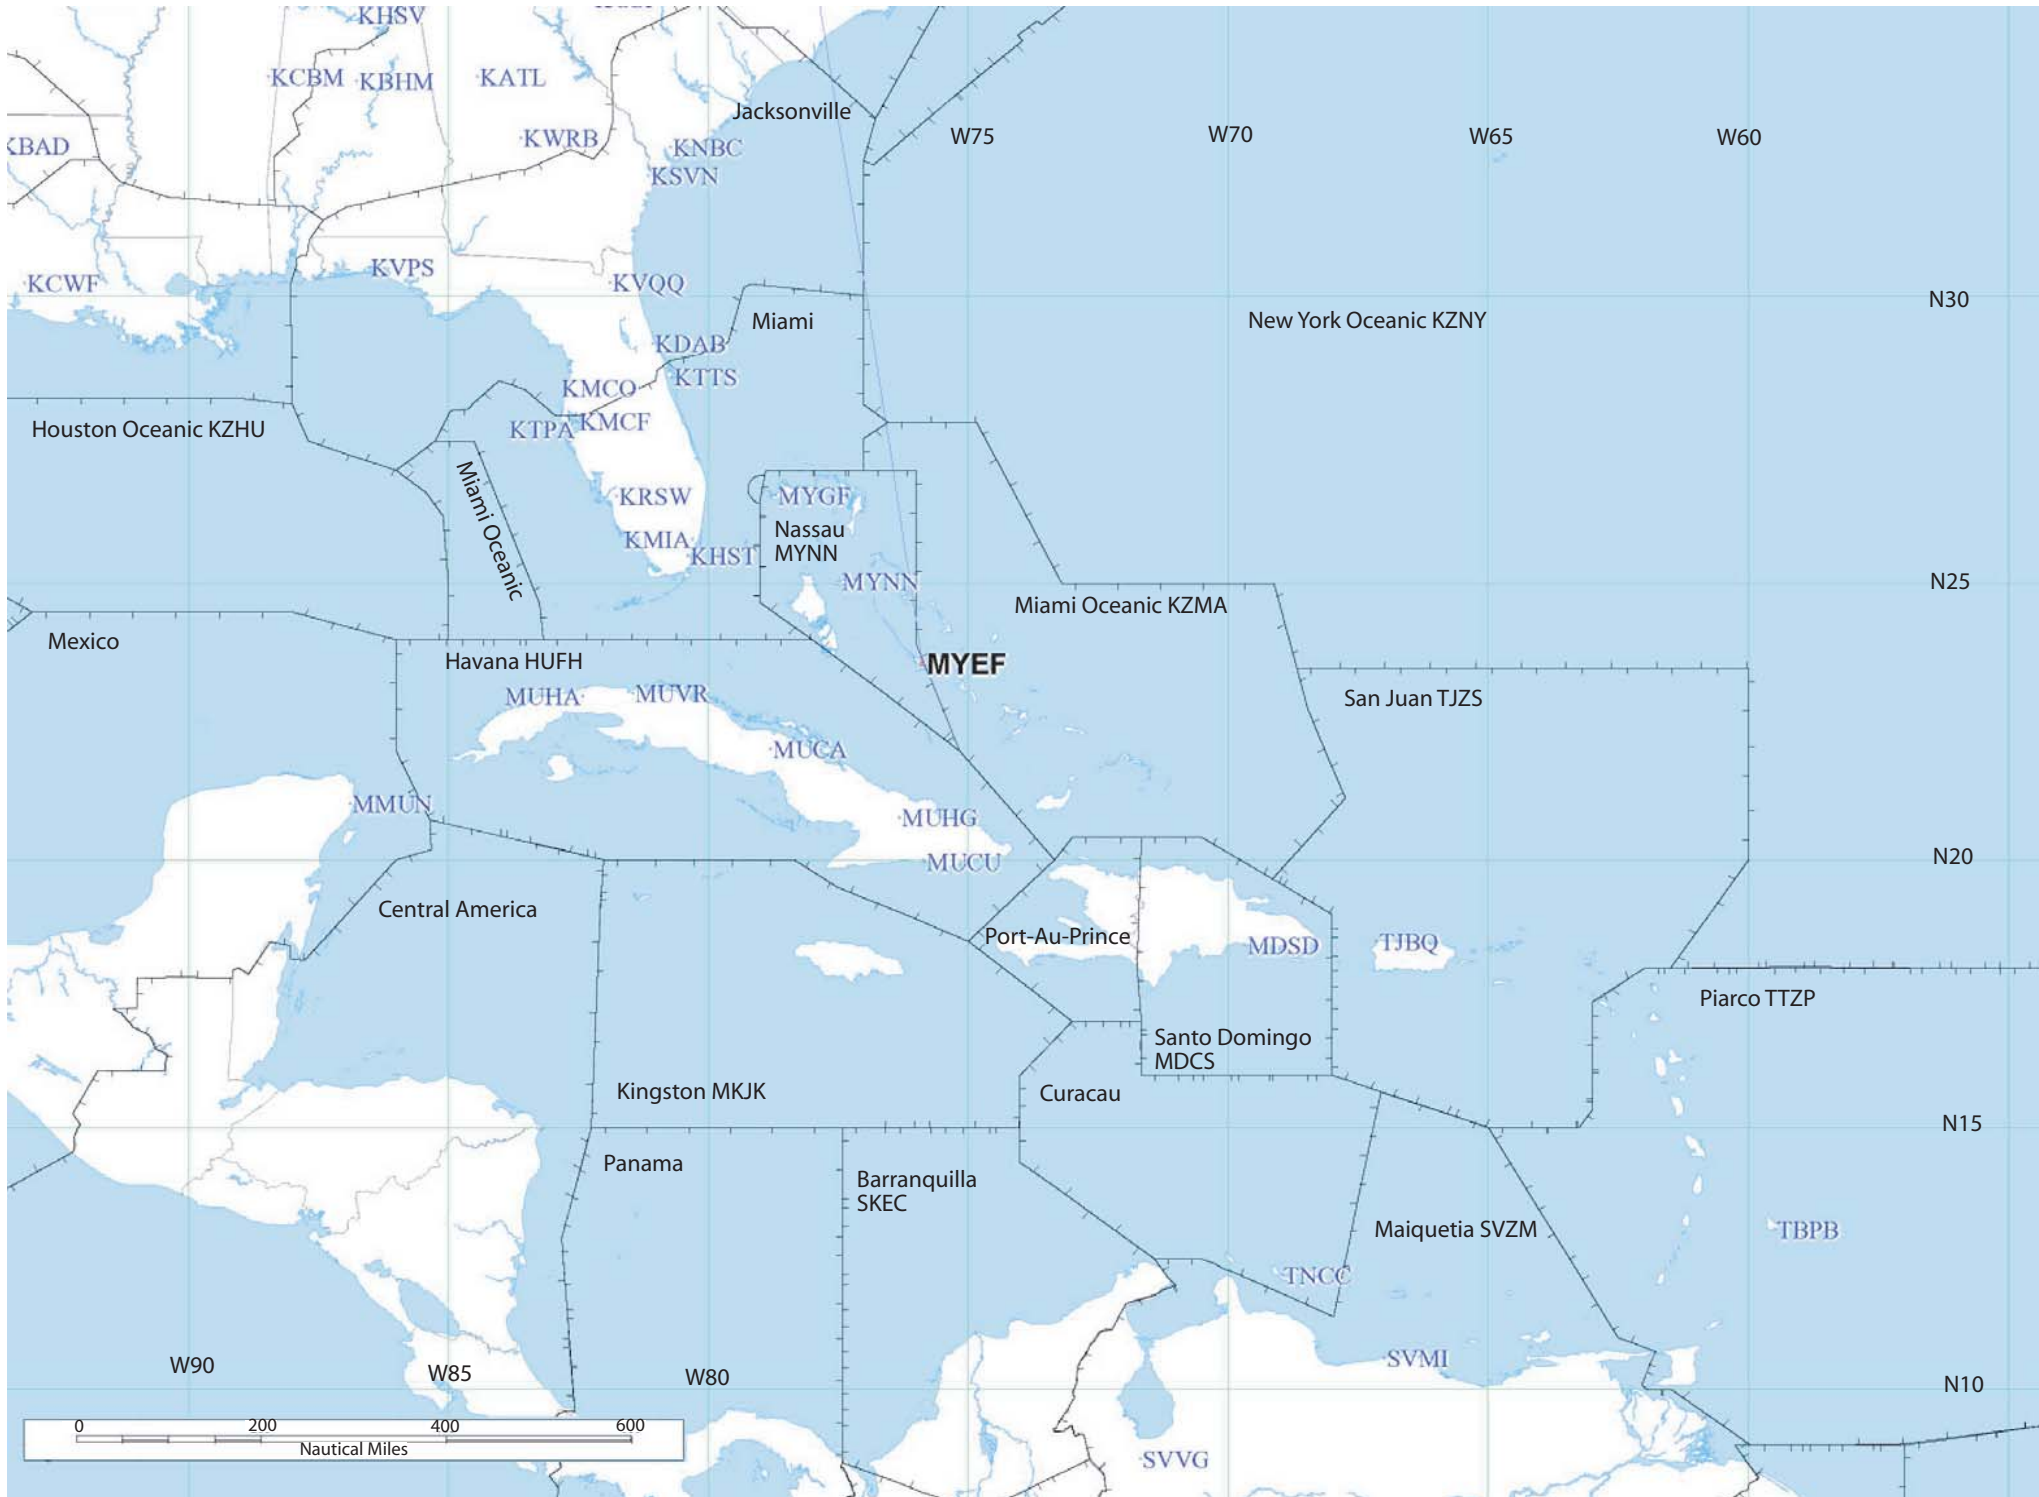 KHSV
KCBM
KBHM
KATL
Jacksonville
KBAD
KWRB
KNBC
W75
W70
W65
W60
KSVN
KCWF
KVPS
KVQQ
N30
Miami
New York Oceanic KZNY
KDAB
KTTS
KMCO
Houston Oceanic KZHU
KTPA
KMCF
Miami Oceanic
KRSW
MYGF
Nassau
MYNN
KMIA
KHST
MYNN
N25
Miami Oceanic KZMA
Mexico
Havana HUFH
MYEF
MUHA
MUVR
San Juan TJZS
MUCA
MMUN
MUHG
MUCU
N20
Central America
Port-Au-Prince
MDSD
TJBQ
Piarco TTZP
Santo Domingo
MDCS
Kingston MKJK
Curacau
N15
Panama
Barranquilla
SKEC
Maiquetia SVZM
TBPB
TNCC
SVMI
W90
W85
W80
N10
0 200 400 600
Nautical Miles
SVVG